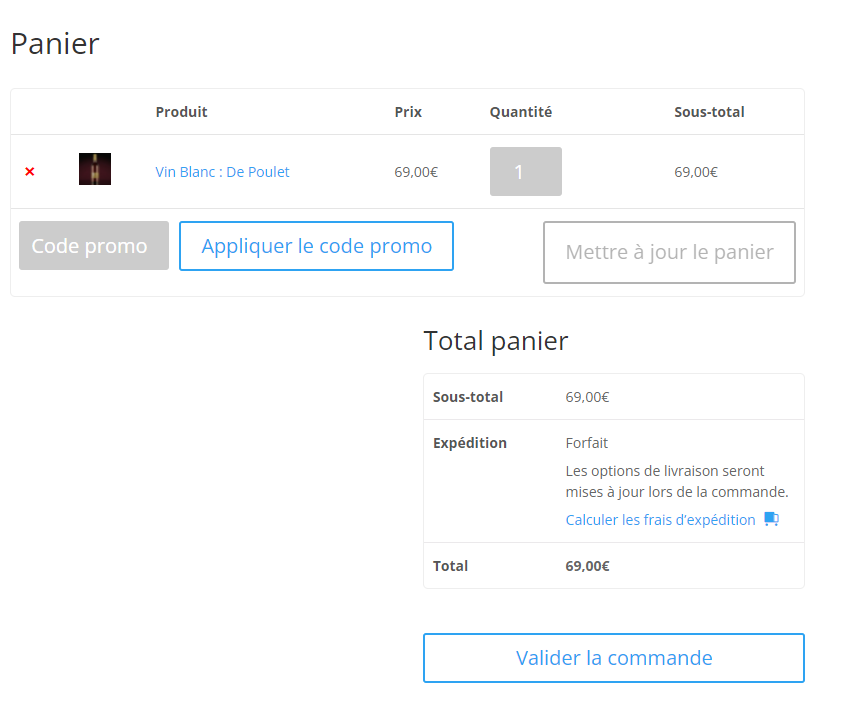 Panier
Produit Prix Quantité Sous-total
× Vin Blanc : De Poulet 69,00€ 1 69,00€
Code promo Appliquer le code promo Mettre à jour le panier
Total panier
Sous-total 69,00€
Expédition Forfait
Les options de livraison seront
mises à jour lors de la commande.
Calculer les frais d’expédition
Total 69,00€
Valider la commande